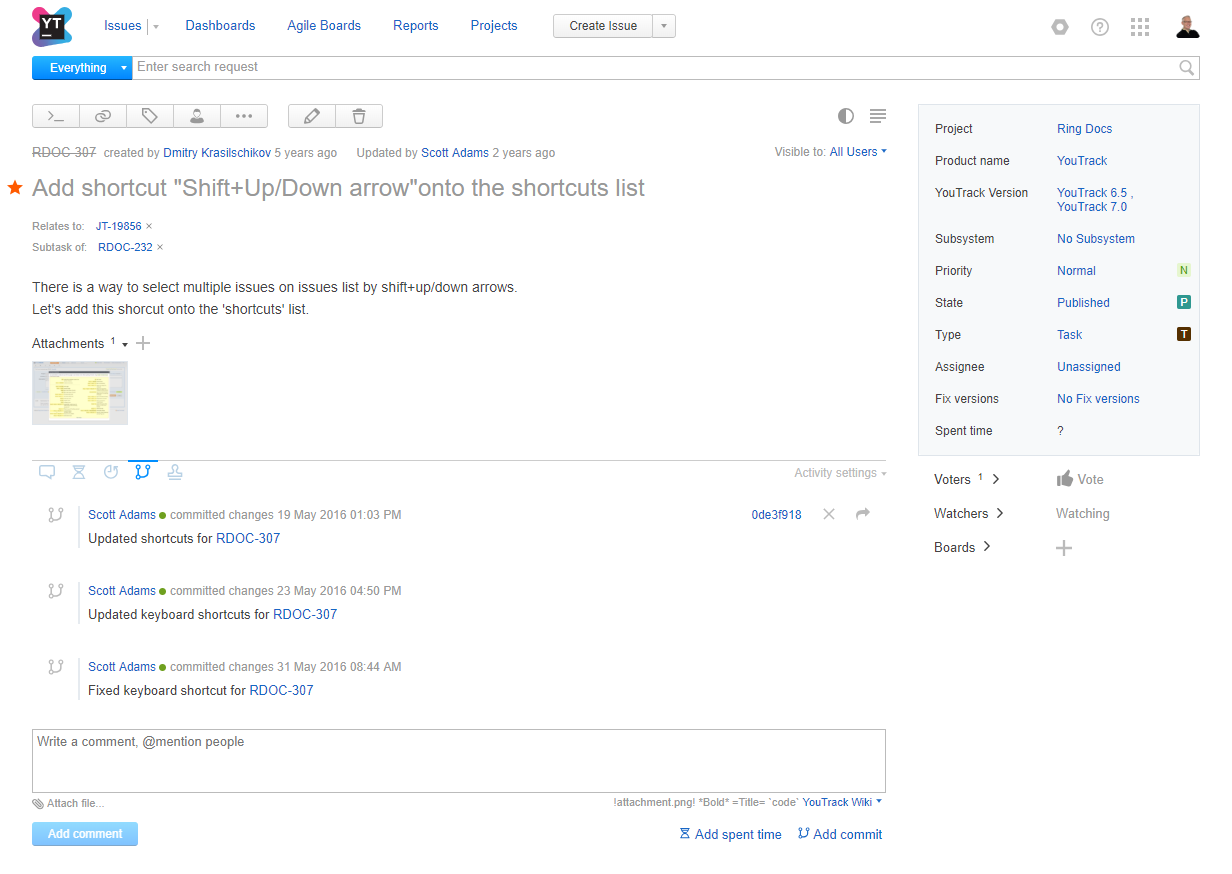 YT
Issues Dashboards Agile Boards Reports Projects Create Issue
Everything Enter search request
RDOC-307 created by Dmitry Krasilschikov 5 years ago Updated by Scott Adams 2 years ago Visible to: All Users
Add shortcut "Shift+Up/Down arrow"onto the shortcuts list
Relates to: JT-19856 ×
Subtask of: RDOC-232 ×
There is a way to select multiple issues on issues list by shift+up/down arrows.
Let's add this shorcut onto the 'shortcuts' list.
Attachments 1
Activity settings
Scott Adams committed changes 19 May 2016 01:03 PM 0de3f918
Updated shortcuts for RDOC-307
Scott Adams committed changes 23 May 2016 04:50 PM
Updated keyboard shortcuts for RDOC-307
Scott Adams committed changes 31 May 2016 08:44 AM
Fixed keyboard shortcut for RDOC-307
Write a comment, @mention people
Attach file... !attachment.png! *Bold* =Title= `code` YouTrack Wiki
Add comment Add spent time Add commit
Project Ring Docs
Product name YouTrack
YouTrack Version YouTrack 6.5 ,
YouTrack 7.0
Subsystem No Subsystem
Priority Normal N
State Published P
Type Task T
Assignee Unassigned
Fix versions No Fix versions
Spent time ?
Voters 1 Vote
Watchers Watching
Boards